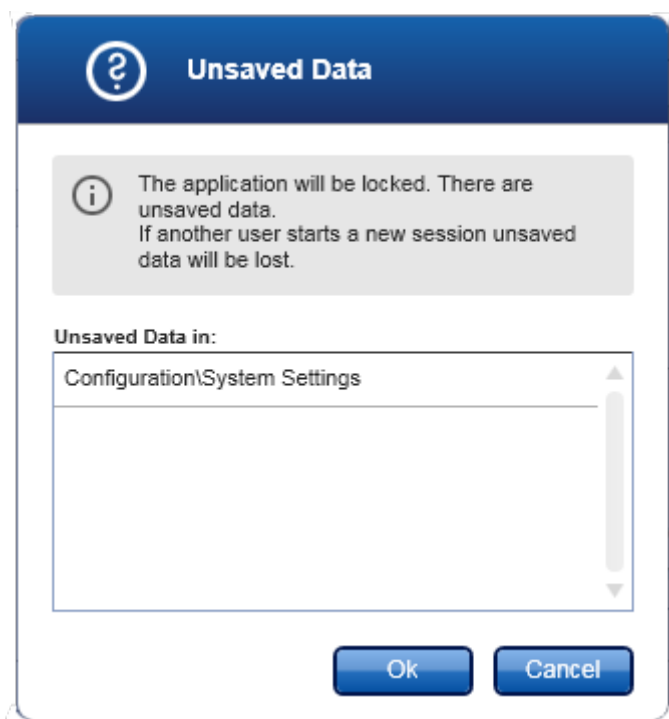 Unsaved Data
The application will be locked. There are
unsaved data.
If another user starts a new session unsaved
data will be lost.
Unsaved Data in:
Configuration\System Settings
Ok
Cancel